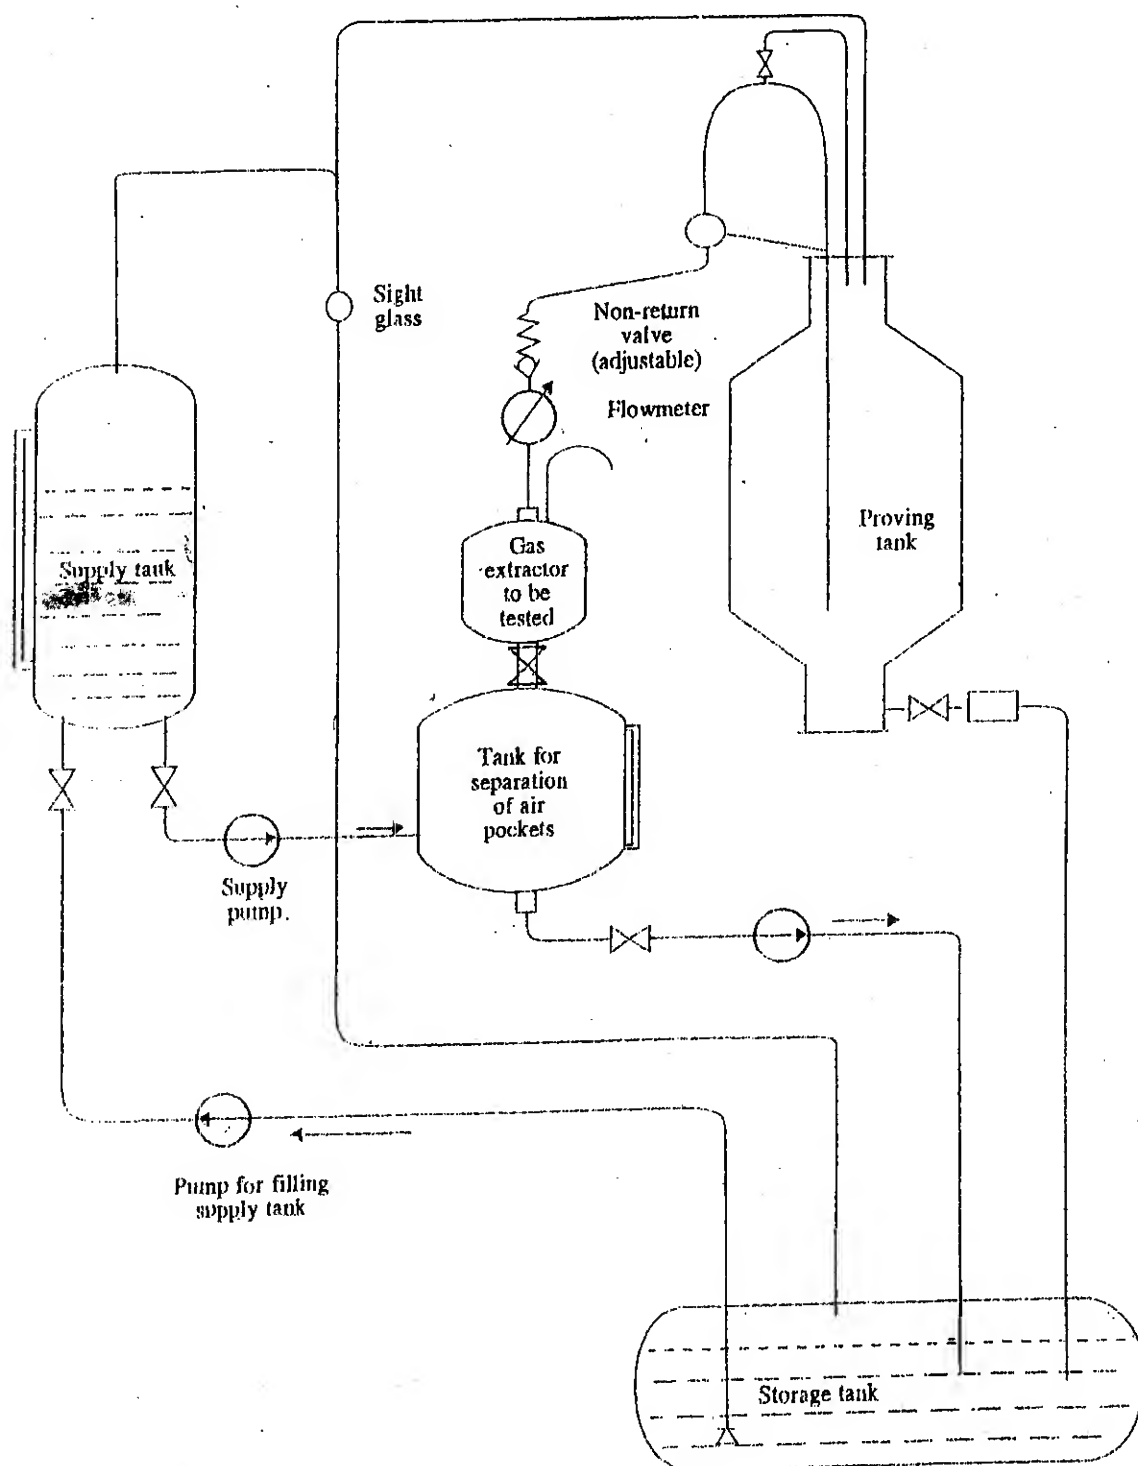 Sight
glass
Non-return
valve
(adjustable)
Flowmeter
Supply tank
Gas
extractor
to be
tested
Proving
tank
Tank for
separation
of air
pockets
Supply
pump.
Pump for filling
supply tank
Storage tank